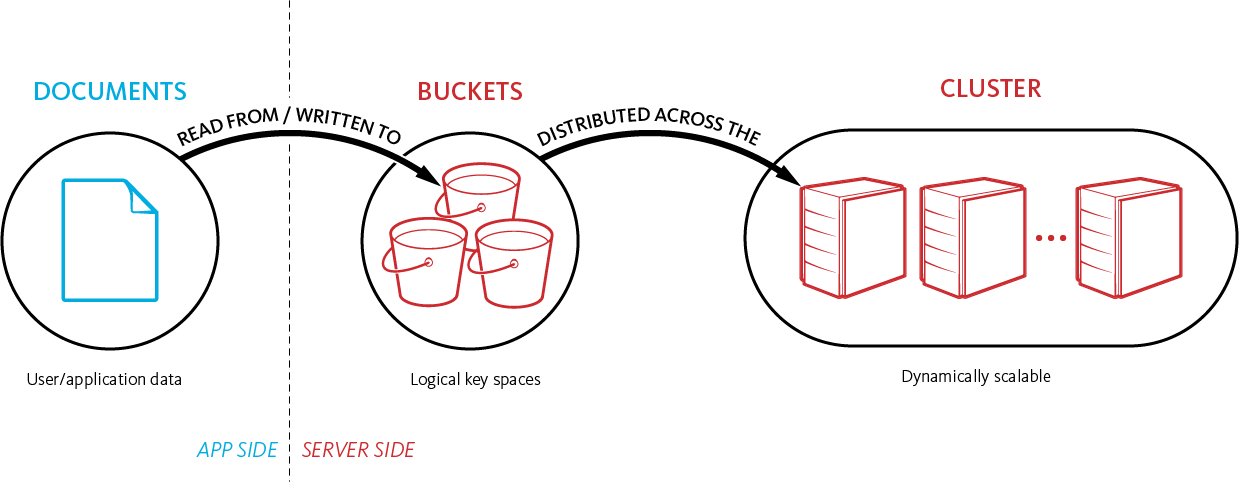 DOCUMENTS
READ FROM / WRITTEN TO
BUCKETS
DISTRIBUTED ACROSS THE
CLUSTER
User/application data
Logical key spaces
Dynamically scalable
APP SIDE
SERVER SIDE